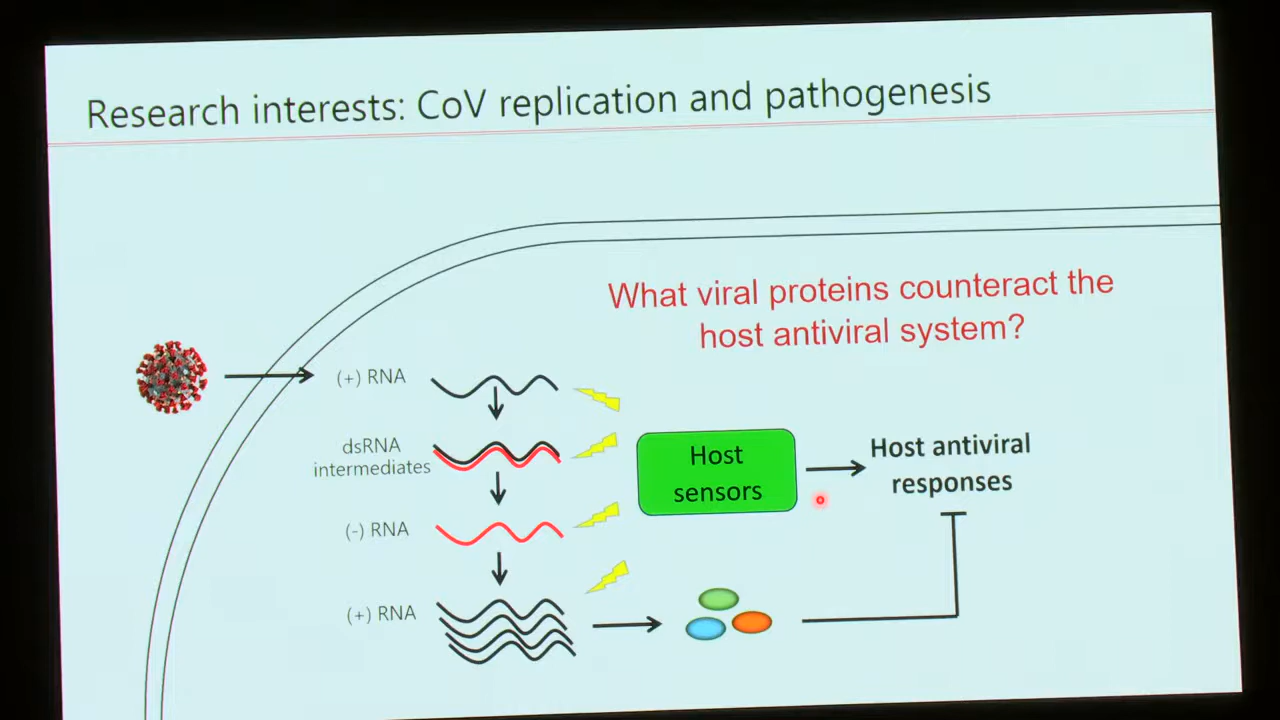 Research interests: CoV replication and pathogenesis
What viral proteins counteract the
host antiviral system?
(+) RNA
dsRNA
intermediates
(-) RNA
(+) RNA
Host
sensors
Host antiviral
responses